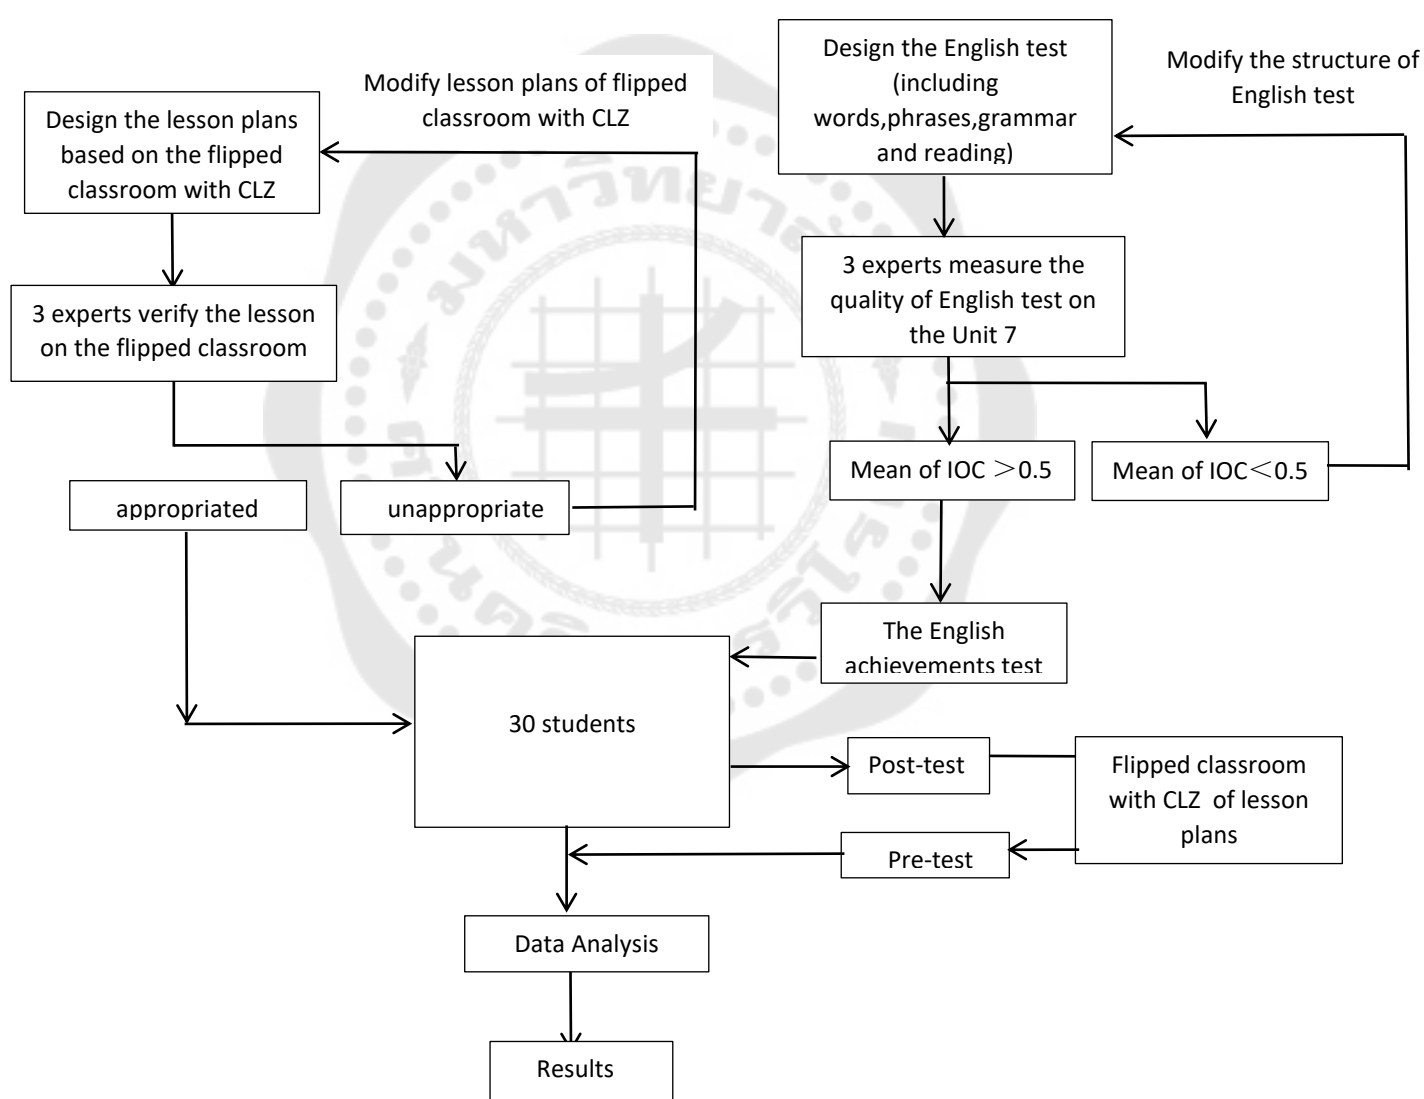 Modify lesson plans of flipped
classroom with CLZ
Design the lesson plans
based on the flipped
classroom with CLZ
3 experts verify the lesson
on the flipped classroom
appropriated
unappropriate
Design the English test
(including
words,phrases,grammar
and reading)
Modify the structure of
English test
3 experts measure the
quality of English test on
the Unit 7
Mean of IOC >0.5
Mean of IOC<0.5
The English
achievements test
30 students
Post-test
Flipped classroom
with CLZ of lesson
plans
Pre-test
Data Analysis
Results